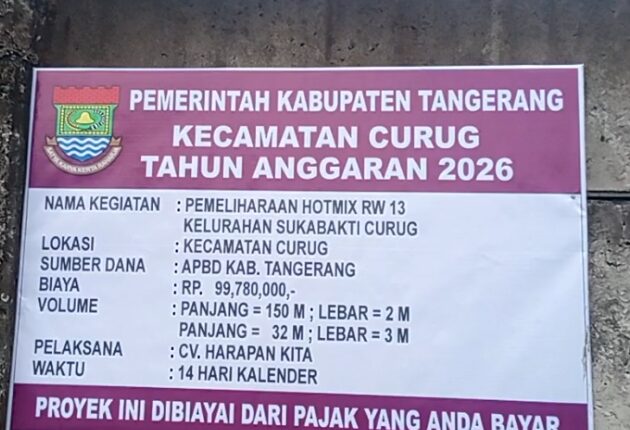 PEMERINTAH KABUPATEN TANGERANG
KECAMATAN CURUG
TAHUN ANGGARAN 2026
NAMA KEGIATAN : PEMELIHARAAN HOTMIX RW 13
KELURAHAN SUKABAKTI CURUG
LOKASI : KECAMATAN CURUG
SUMBER DANA : APBD KAB. TANGERANG
BIAYA : RP. 99,780,000,-
VOLUME : PANJANG = 150 M ; LEBAR = 2 M
PANJANG = 32 M ; LEBAR = 3 M
PELAKSANA : CV. HARAPAN KITA
WAKTU : 14 HARI KALENDER
PROYEK INI DIBIAYAI DARI PAJAK YANG ANDA BAYAR